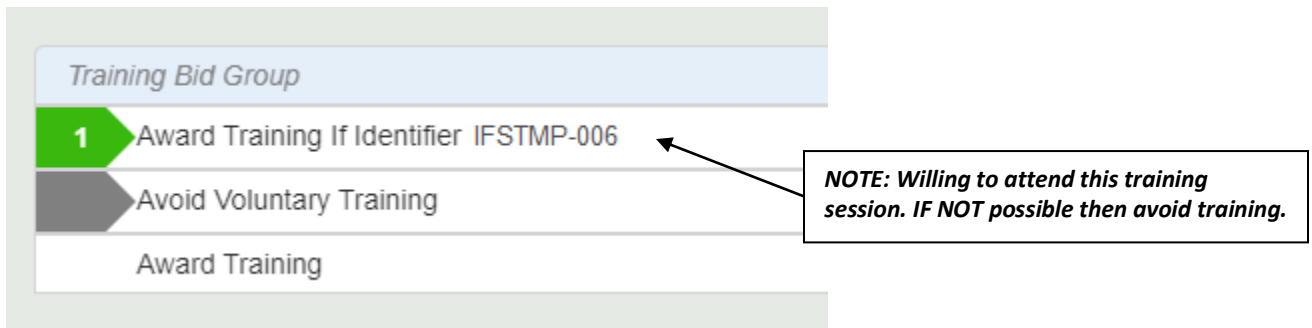 Training Bid Group
1 Award Training If Identifier IFSTMP-006
Avoid Voluntary Training
Award Training
NOTE: Willing to attend this training
session. IF NOT possible then avoid training.